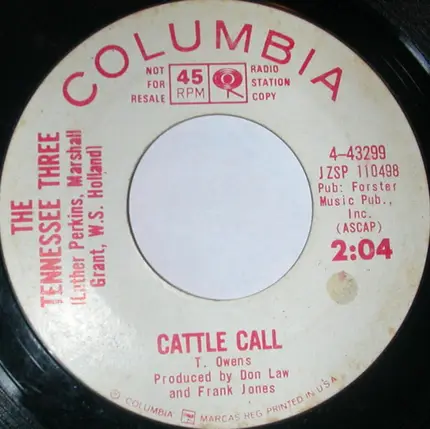 COLUMBIA
NOT FOR RESALE
45 RPM
RADIO STATION COPY
THE
TENNESSEE THREE
(Luther Perkins, Marshall
Grant, W.S. Holland)
4-43299
JZSP 110498
Pub: Forster
Music Pub.,
Inc.
(ASCAP)
2:04
CATTLE CALL
T. Owens
Produced by Don Law
and Frank Jones
© COLUMBIA MARCAS REG. PRINTED IN U.S.A.